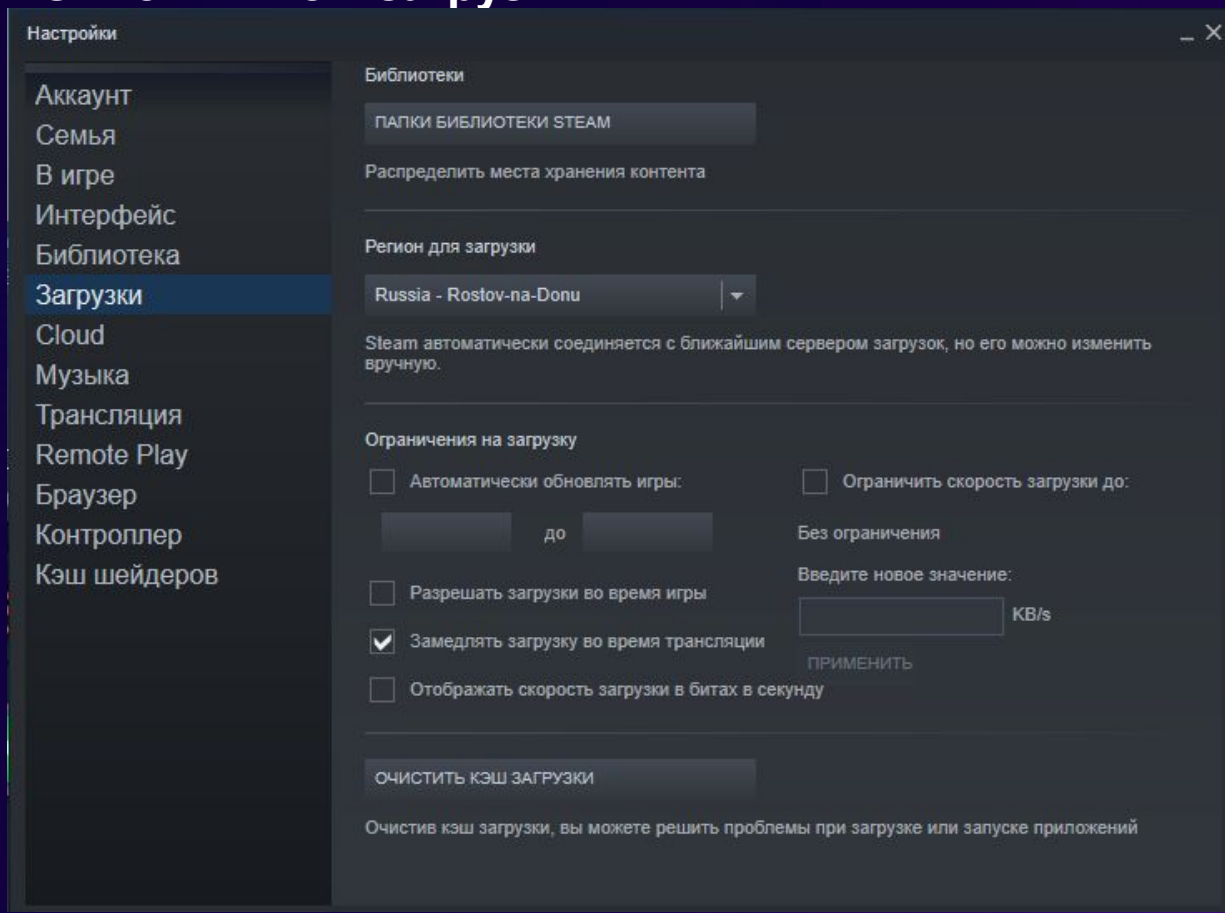 Настройки
Аккаунт
Семья
В игре
Интерфейс
Библиотека
Загрузки
Cloud
Музыка
Трансляция
Remote Play
Браузер
Контроллер
Кэш шейдеров
Библиотеки
ПАПКИ БИБЛИОТЕКИ STEAM
Распределить места хранения контента
Регион для загрузки
Russia - Rostov-na-Donu
Steam автоматически соединяется с ближайшим сервером загрузок, но его можно изменить
вручную.
Ограничения на загрузку
Автоматически обновлять игры:
до
Разрешать загрузки во время игры
Замедлять загрузку во время трансляции
Отображать скорость загрузки в битах в секунду
Ограничить скорость загрузки до:
Без ограничения
Введите новое значение:
KB/s
ПРИМЕНИТЬ
ОЧИСТИТЬ КЭШ ЗАГРУЗКИ
Очистив кэш загрузки, вы можете решить проблемы при загрузке или запуске приложений